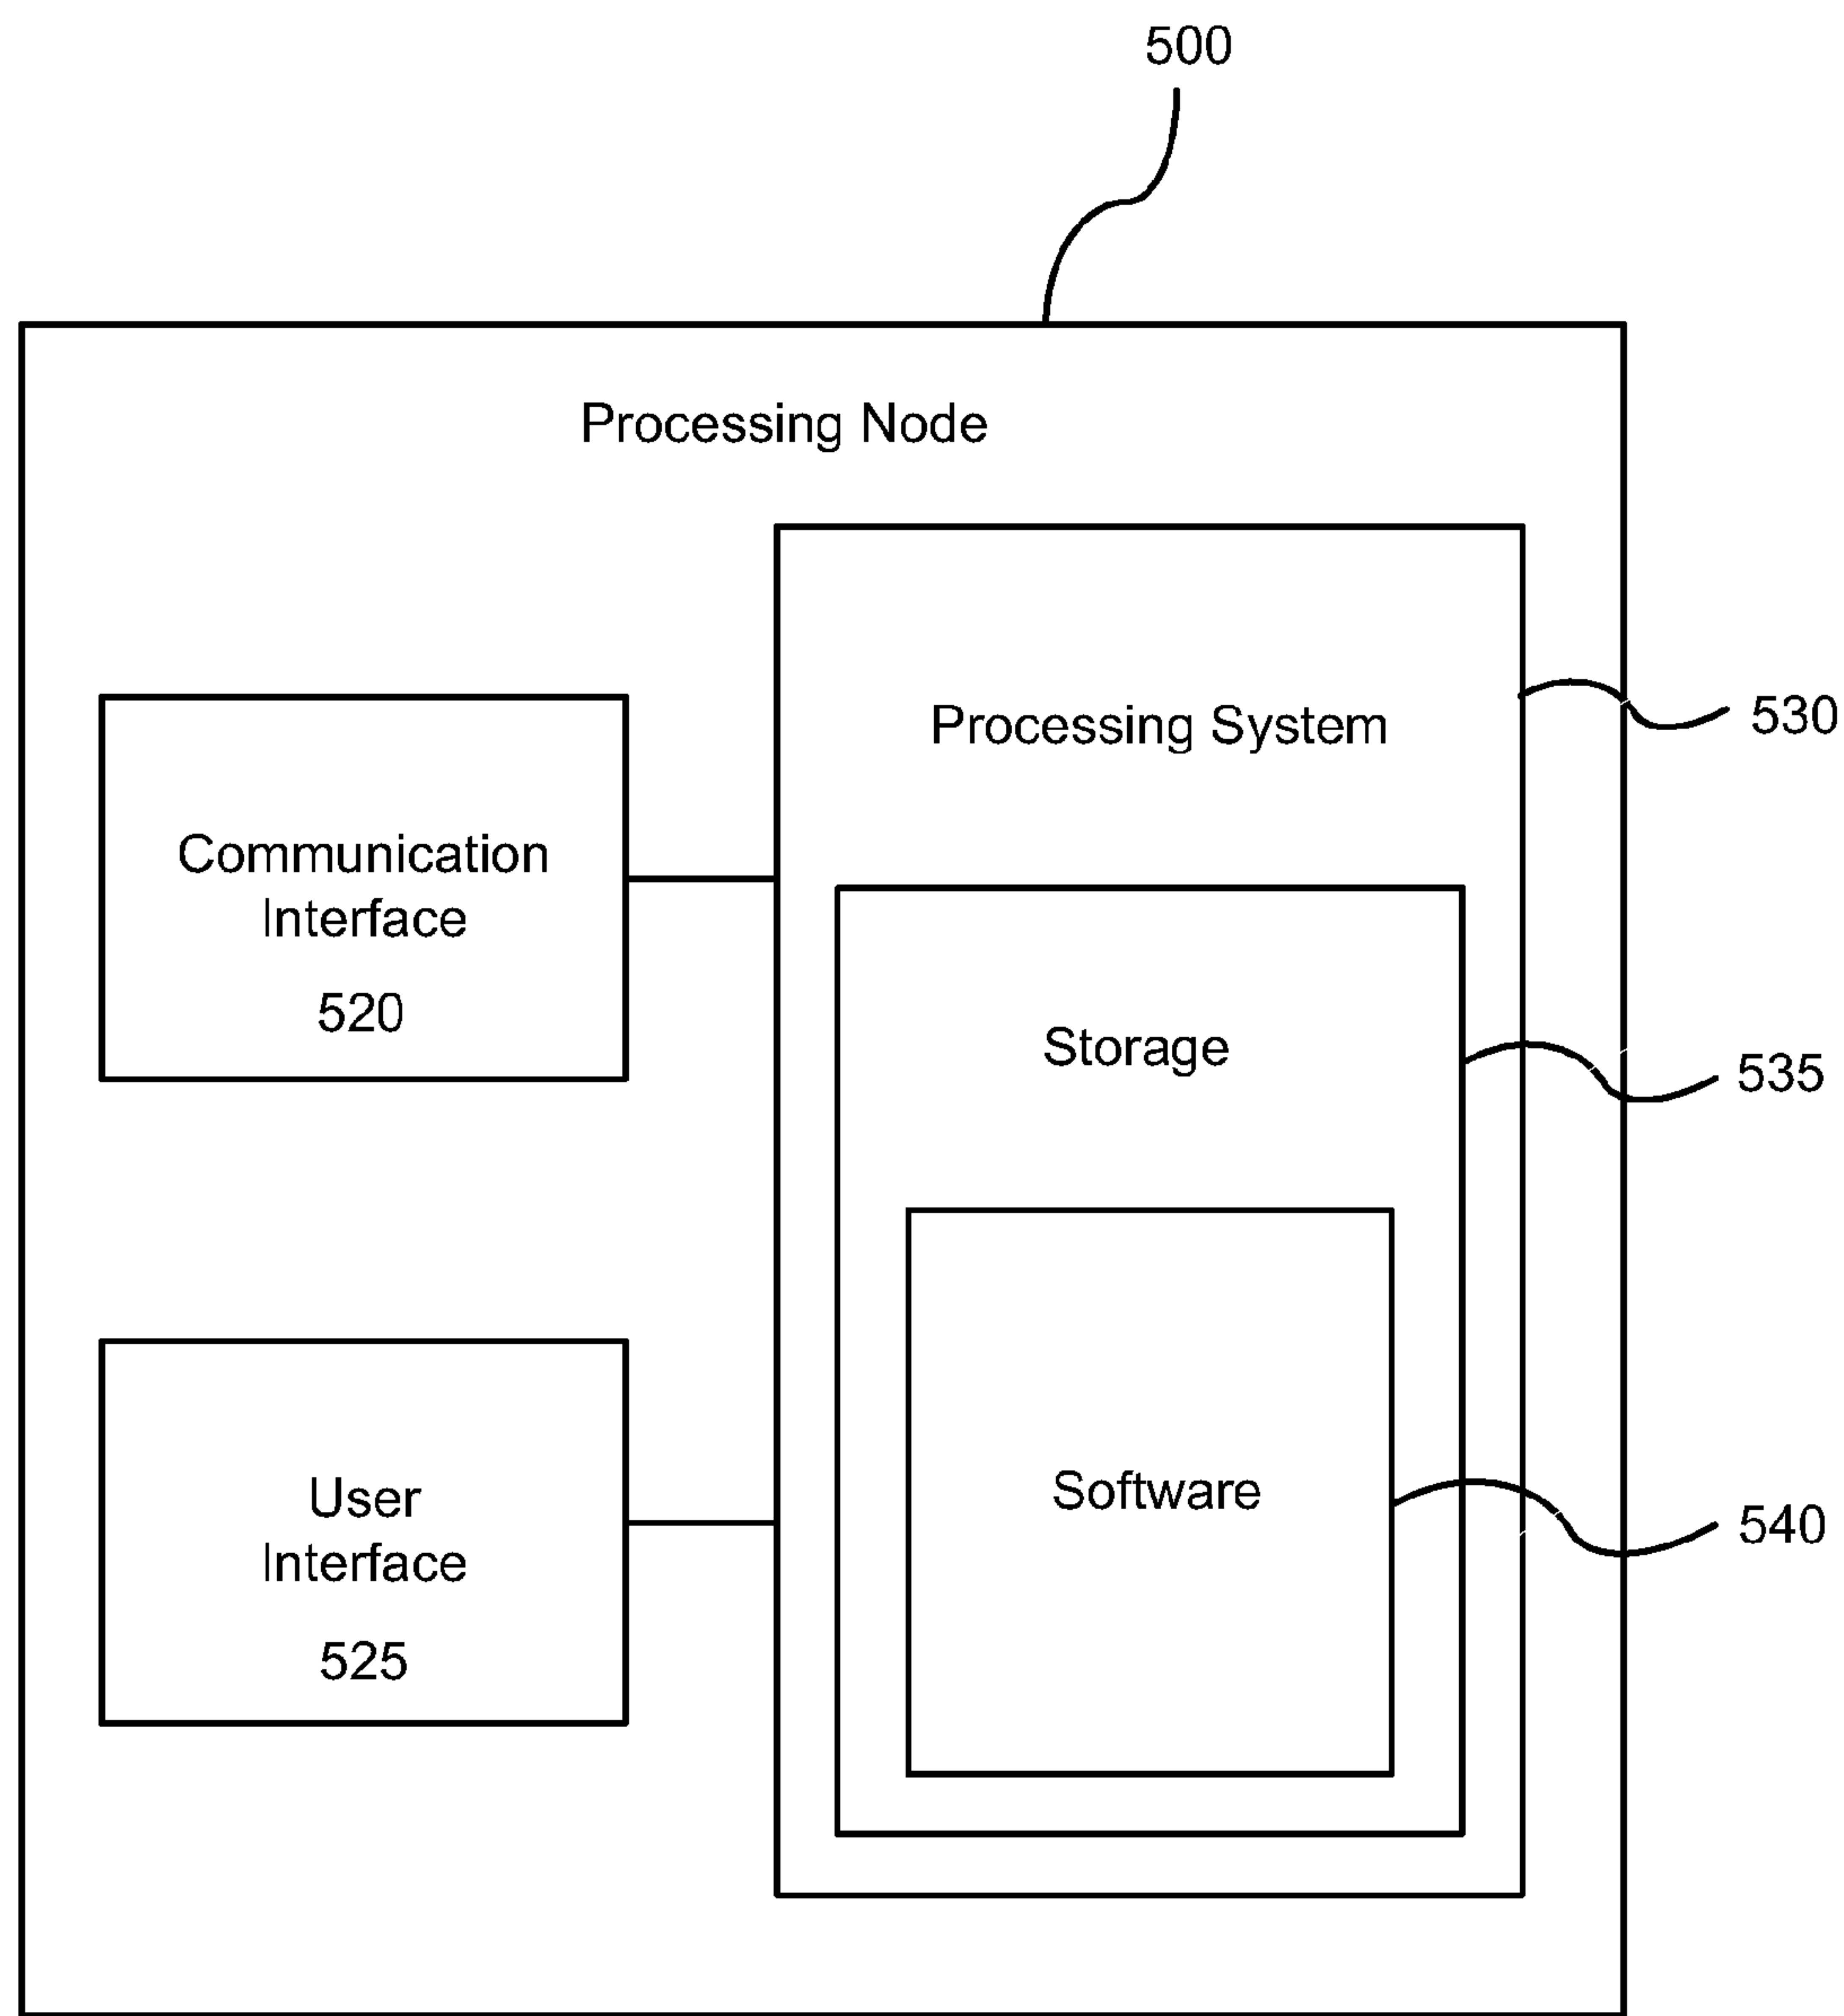 500
Processing Node
Processing System
530
Communication
Interface
520
Storage
535
User
Interface
525
Software
540